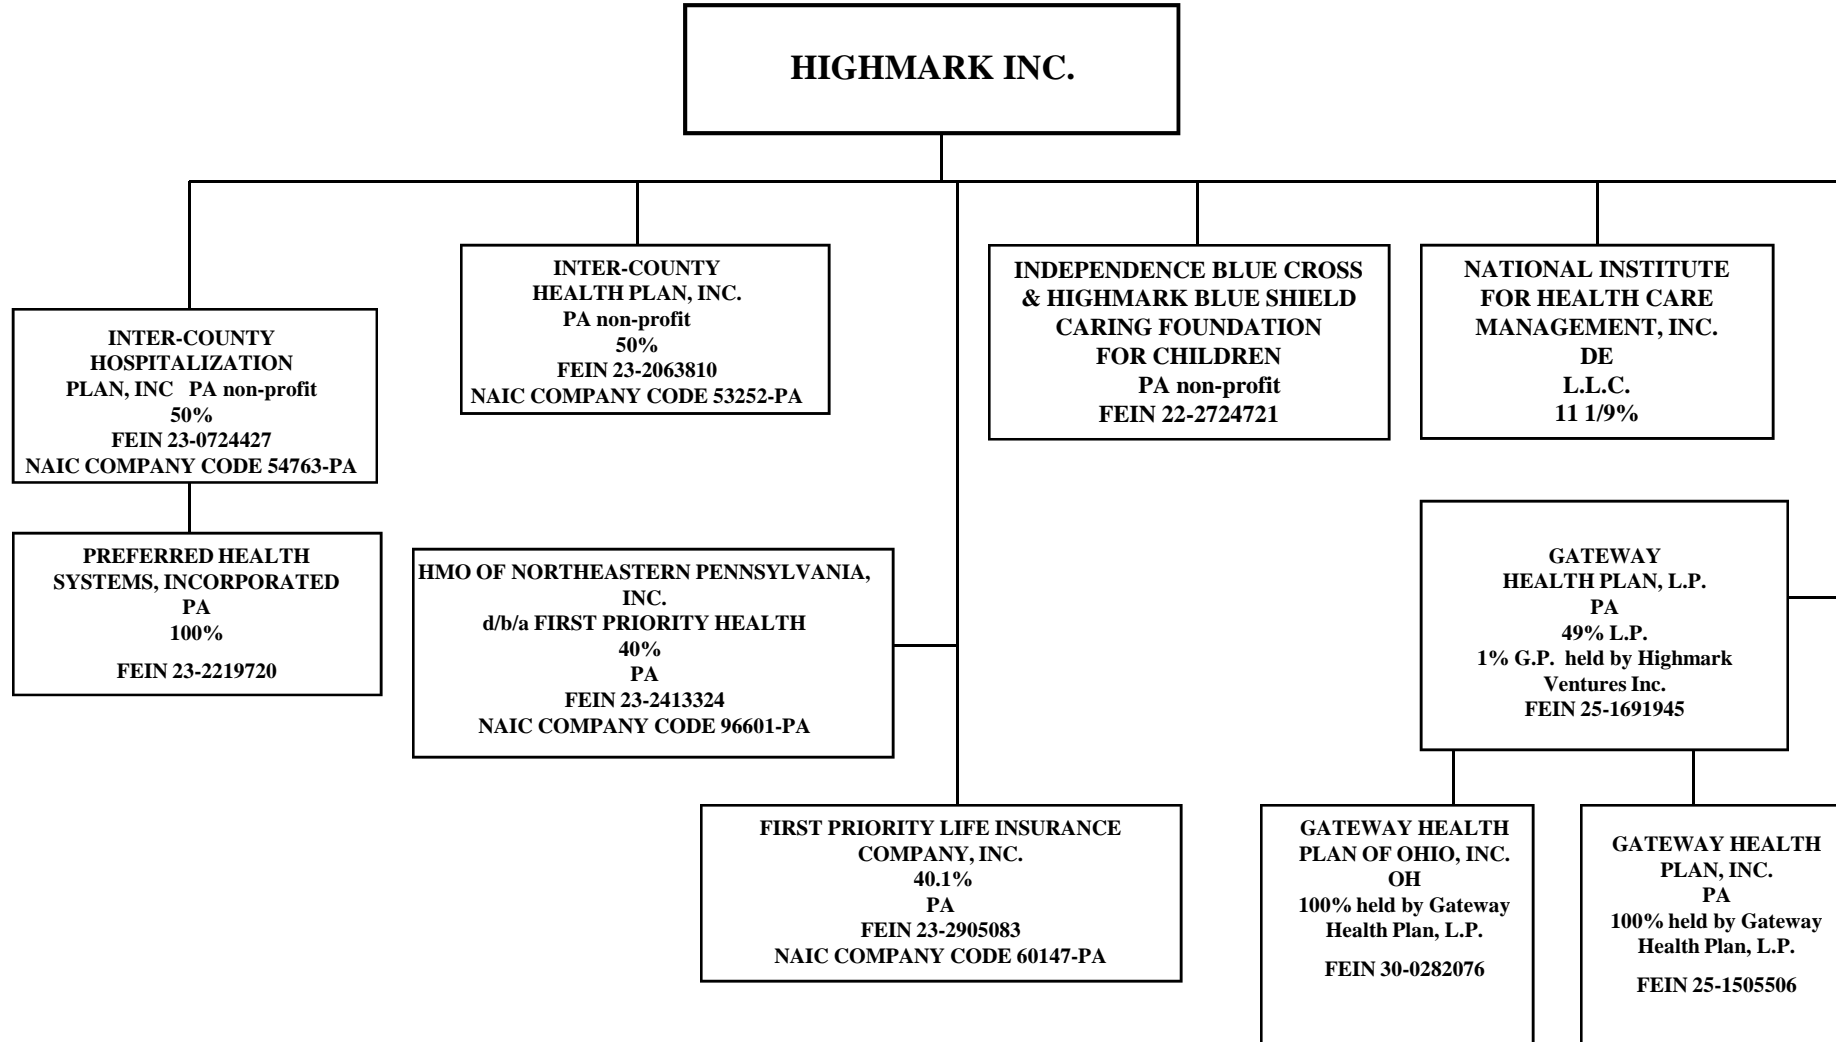 HIGHMARK INC.
INTER-COUNTY
HOSPITALIZATION
PLAN, INC   PA non-profit
50%
FEIN 23-0724427
NAIC COMPANY CODE 54763-PA
INTER-COUNTY
HEALTH PLAN, INC.
PA non-profit
50%
FEIN 23-2063810
NAIC COMPANY CODE 53252-PA
INDEPENDENCE BLUE CROSS
& HIGHMARK BLUE SHIELD
CARING FOUNDATION
FOR CHILDREN
PA non-profit
FEIN 22-2724721
NATIONAL INSTITUTE
FOR HEALTH CARE
MANAGEMENT, INC.
DE
L.L.C.
11 1/9%
PREFERRED HEALTH
SYSTEMS, INCORPORATED
PA
100%
FEIN 23-2219720
HMO OF NORTHEASTERN PENNSYLVANIA,
INC.
d/b/a FIRST PRIORITY HEALTH
40%
PA
FEIN 23-2413324
NAIC COMPANY CODE 96601-PA
GATEWAY
HEALTH PLAN, L.P.
PA
49% L.P.
1% G.P.  held by Highmark
Ventures Inc.
FEIN 25-1691945
FIRST PRIORITY LIFE INSURANCE
COMPANY, INC.
40.1%
PA
FEIN 23-2905083
NAIC COMPANY CODE 60147-PA
GATEWAY HEALTH
PLAN OF OHIO, INC.
OH
100% held by Gateway
Health Plan, L.P.
FEIN 30-0282076
GATEWAY HEALTH
PLAN, INC.
PA
100% held by Gateway
Health Plan, L.P.
FEIN 25-1505506